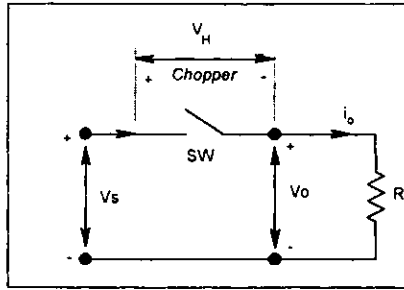 V_H
+ Chopper -
i_o
+ SW +
Vs Vo R
- -